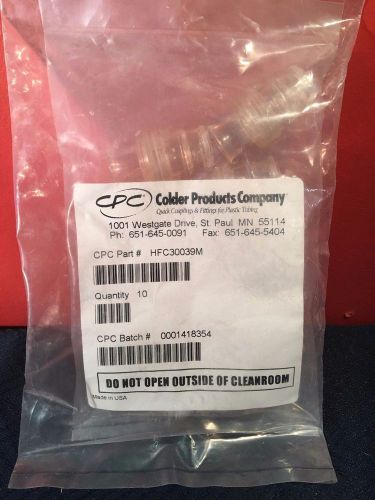 CPC® Colder Products Company™
Quick Couplings & Fittings for Plastic Tubing
1001 Westgate Drive, St. Paul MN 55114
Ph: 651-645-0091 Fax: 651-645-5404
CPC Part # HFC30039M
Quantity 10
CPC Batch # 0001418354
DO NOT OPEN OUTSIDE OF CLEANROOM
Made in USA